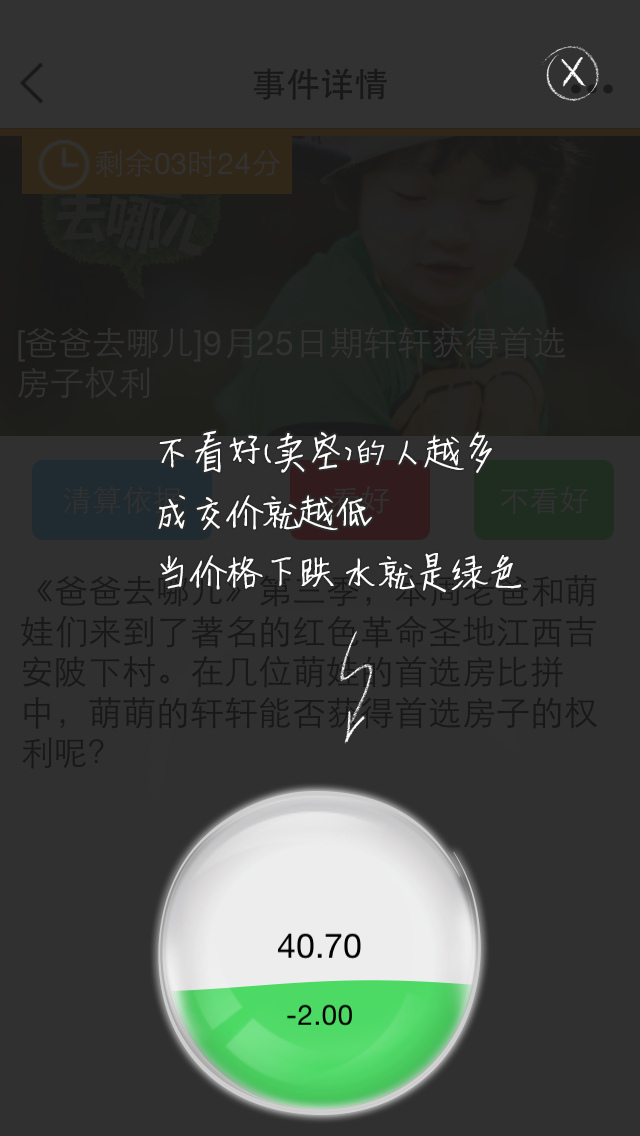 事件详情
X
剩余03时24分
去哪儿
[爸爸去哪儿]9月25日期轩轩获得首选
房子权利
不看好(卖空)的人越多
清算依据 看好 不看好
成交价就越低
当价格下跌 水就是绿色
《爸爸去哪儿》第三季，本周老爸和萌
娃们来到了著名的红色革命圣地江西吉
安陂下村。在几位萌娃的首选房比拼
中，萌萌的轩轩能否获得首选房子的权
利呢？
40.70
-2.00